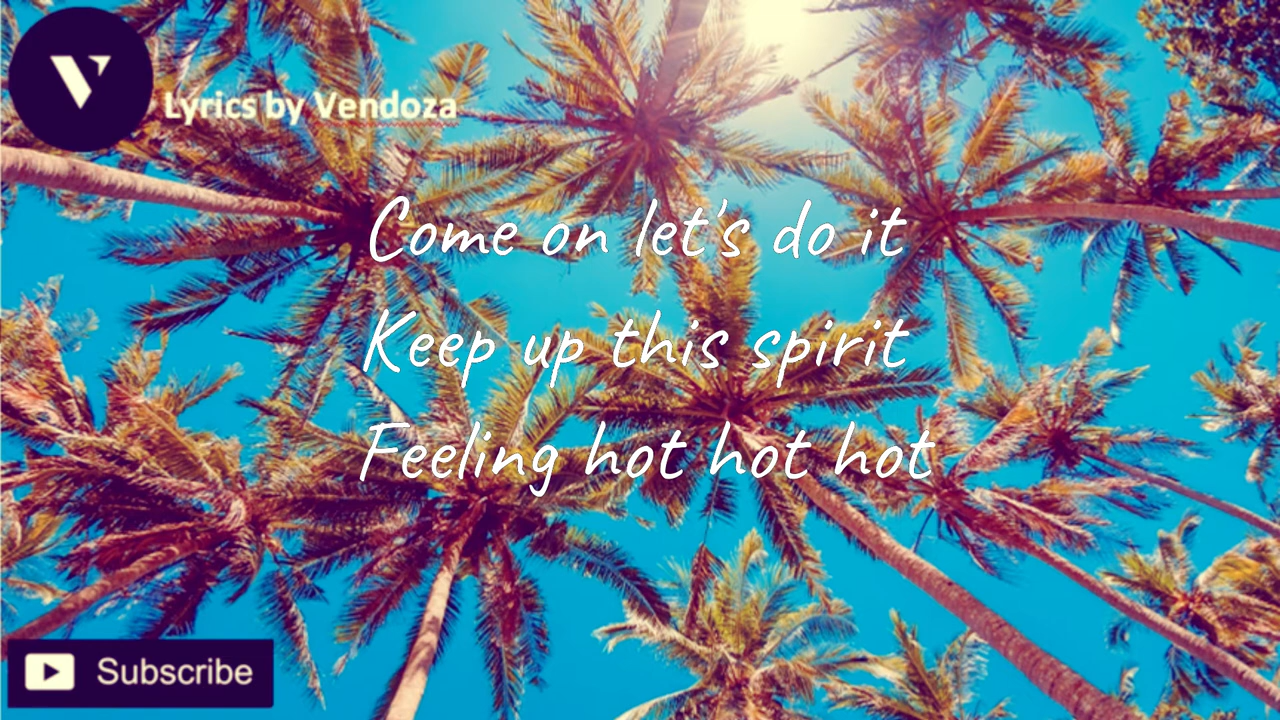 V
Lyrics by Vendoza
Come on let's do it
Keep up this spirit
Feeling hot hot hot
Subscribe